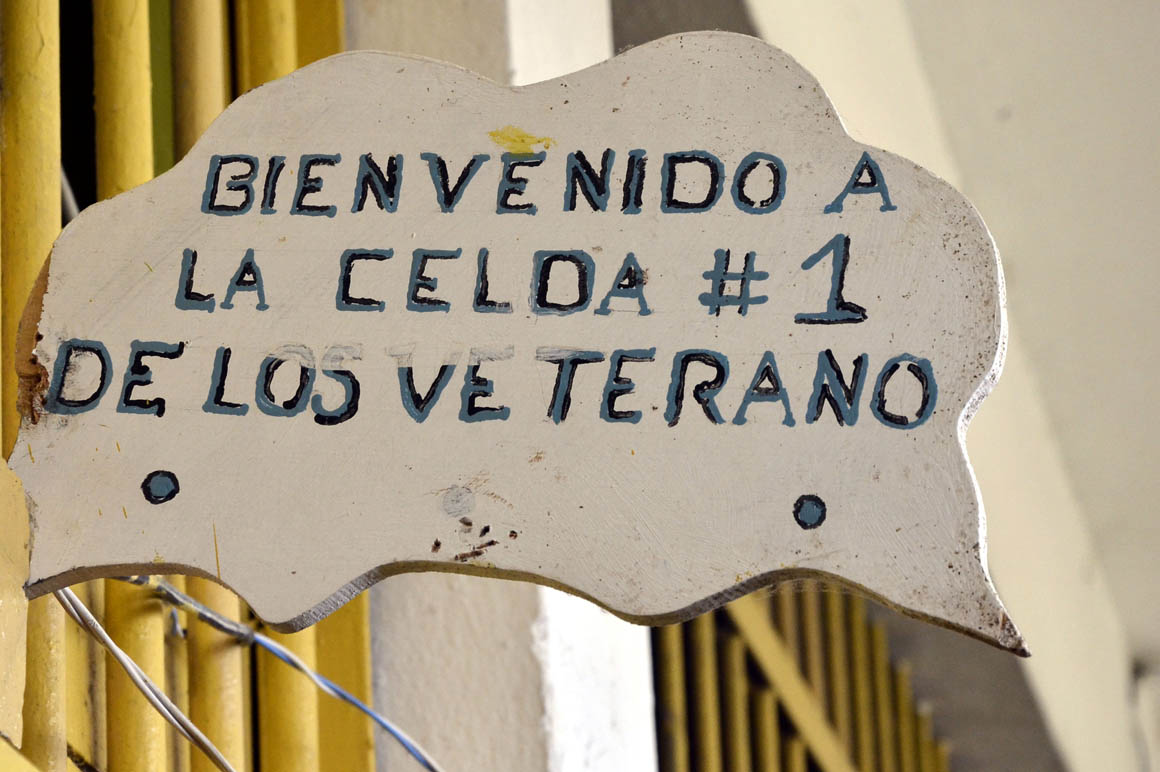 BIENVENIDO A
LA CELDA #1
DE LOS VETERANO